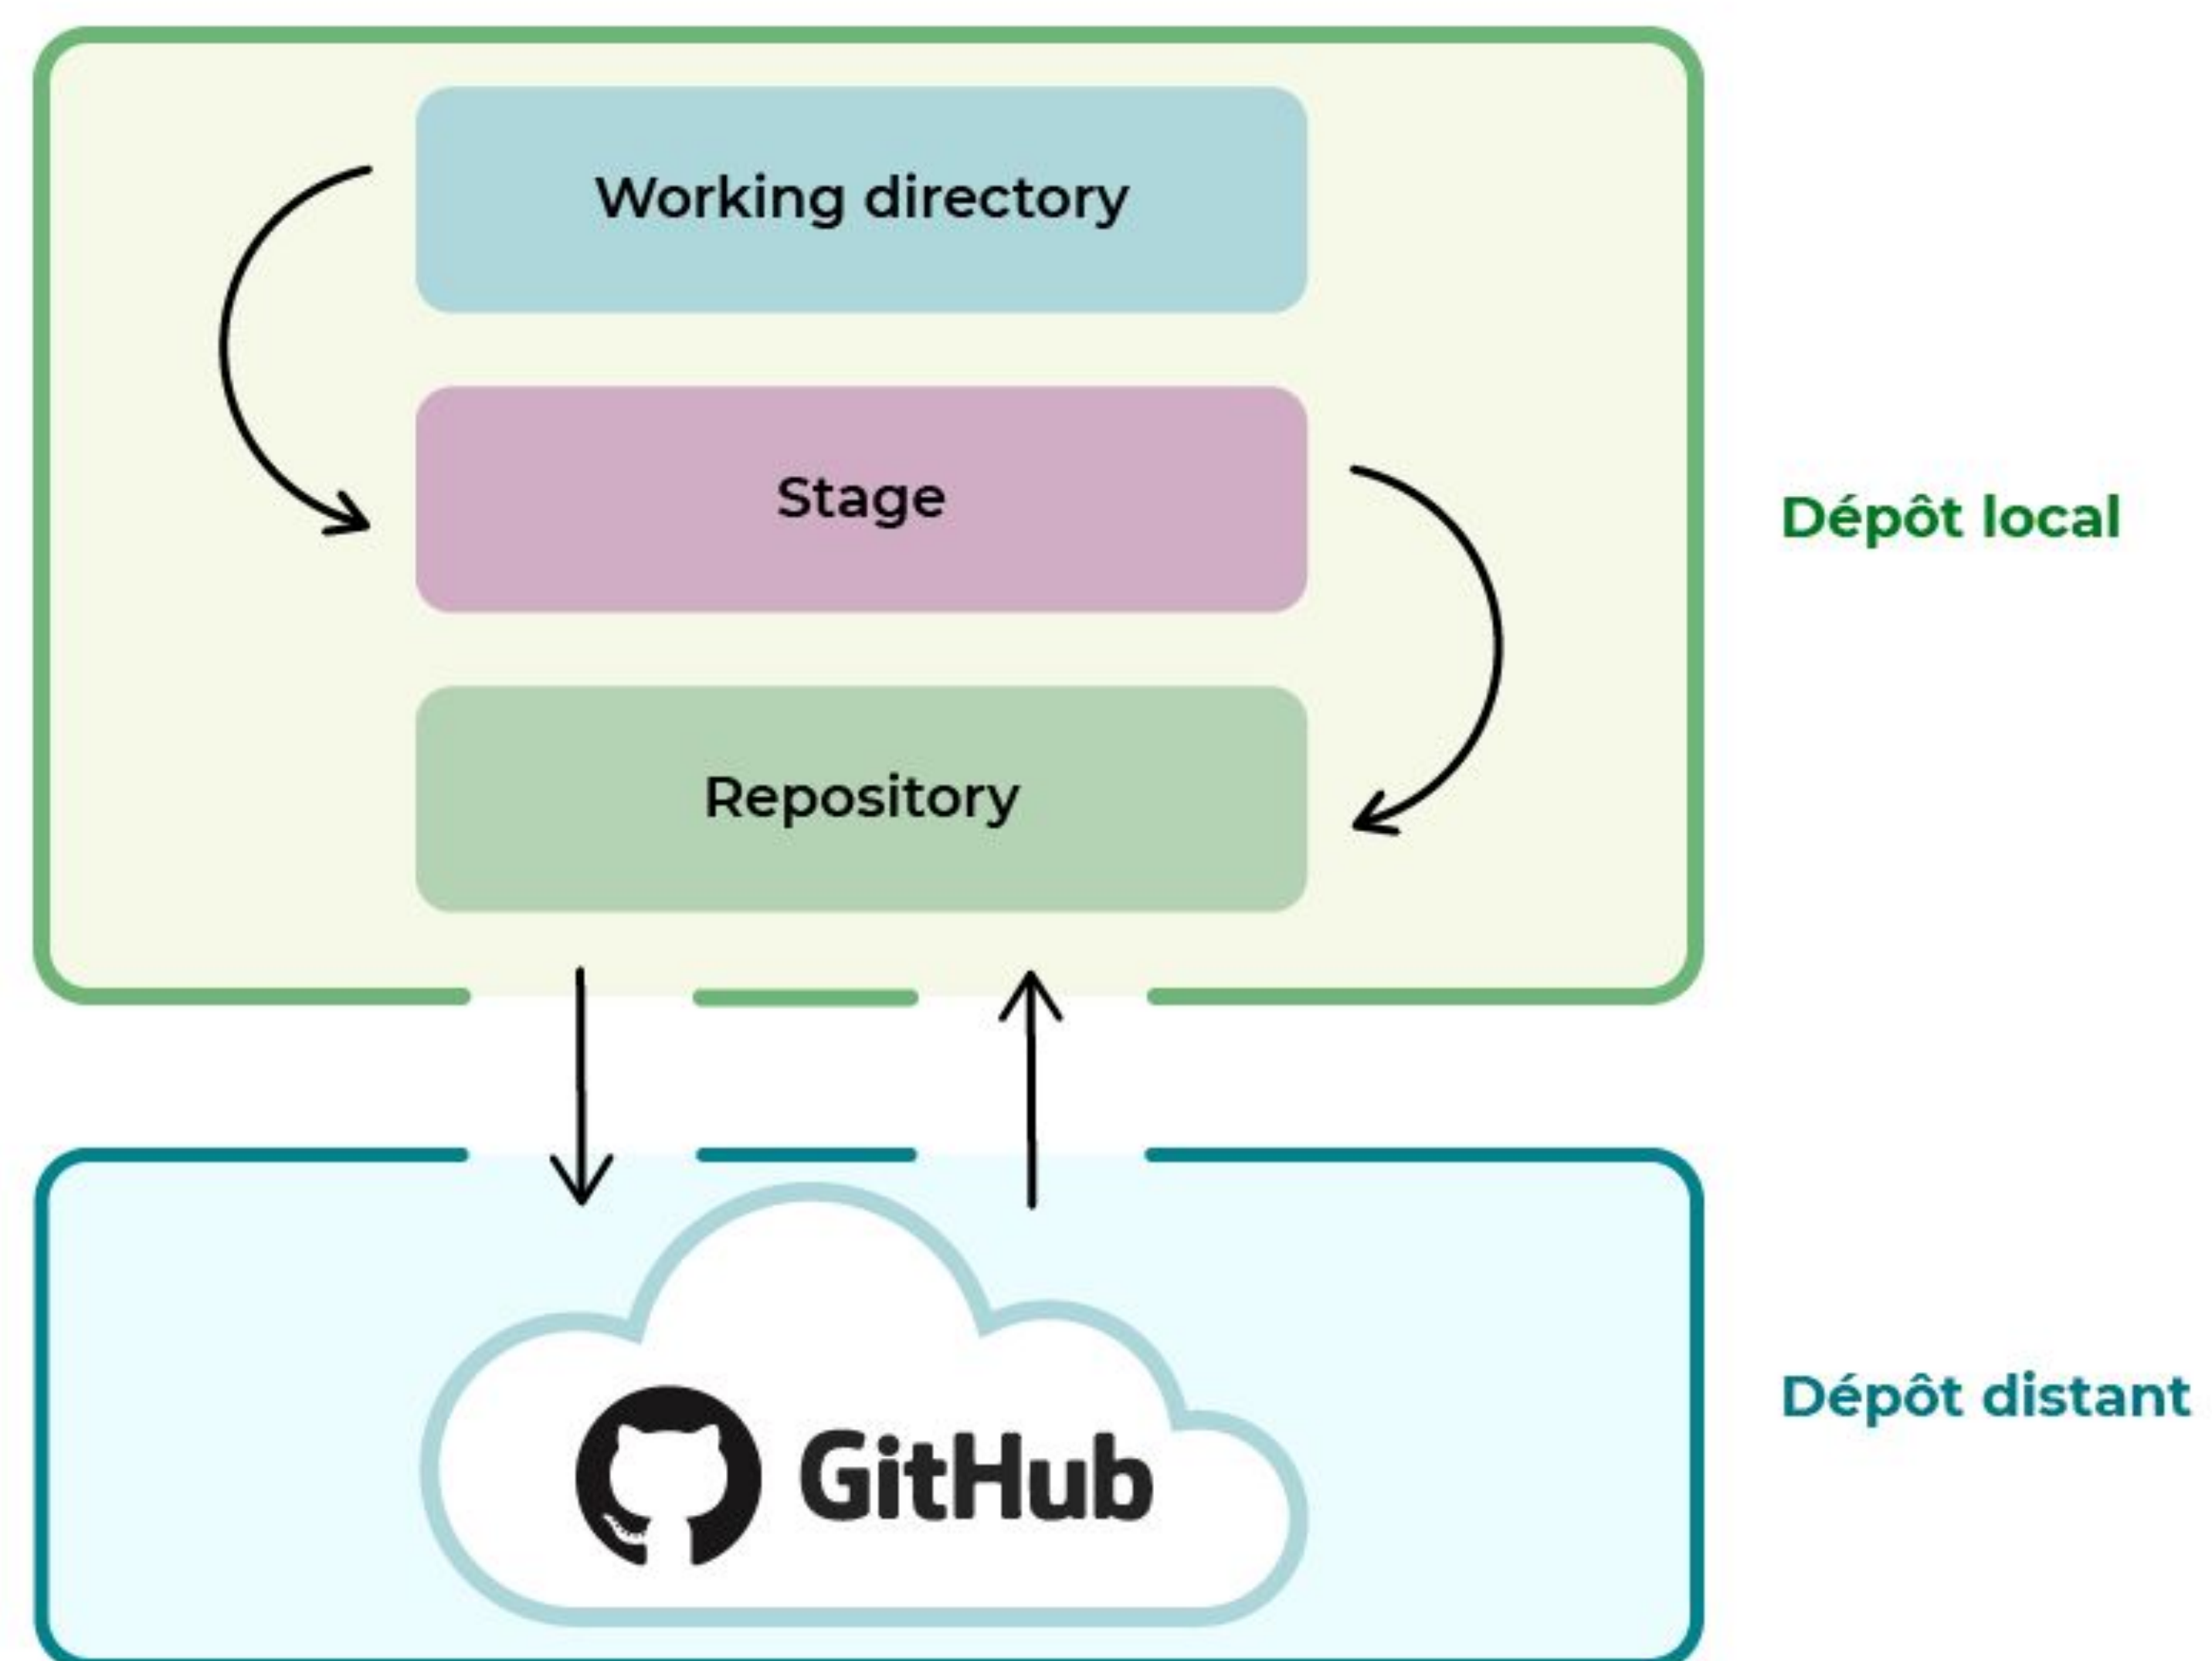 Working directory
Stage
Dépôt local
Repository
GitHub
Dépôt distant